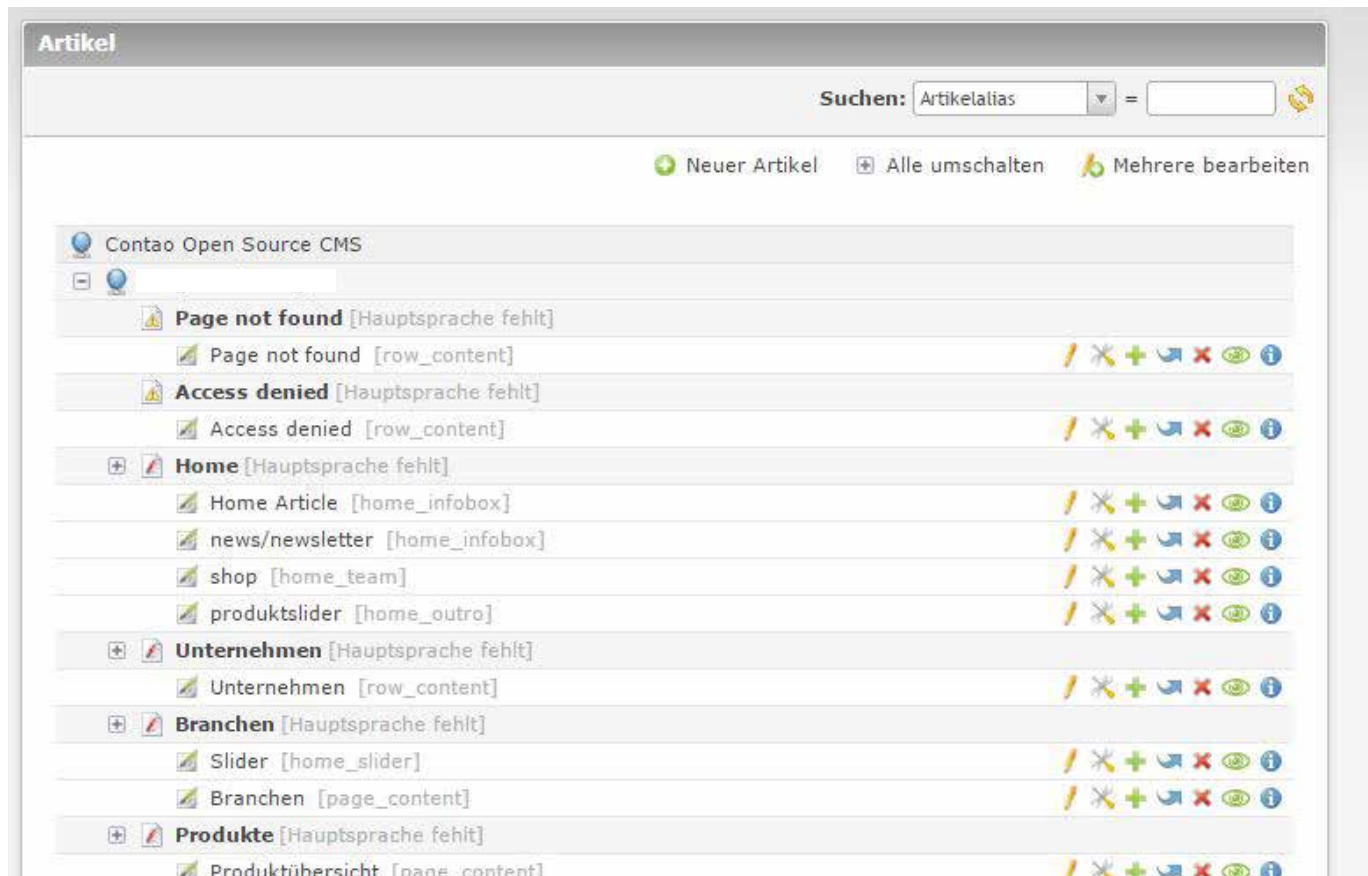 Artikel
Suchen: Artikelalias =
Neuer Artikel Alle umschalten Mehrere bearbeiten
Contao Open Source CMS
Page not found [Hauptsprache fehlt]
Page not found [row_content]
Access denied [Hauptsprache fehlt]
Access denied [row_content]
Home [Hauptsprache fehlt]
Home Article [home_infobox]
news/newsletter [home_infobox]
shop [home_team]
produktslider [home_outro]
Unternehmen [Hauptsprache fehlt]
Unternehmen [row_content]
Branchen [Hauptsprache fehlt]
Slider [home_slider]
Branchen [page_content]
Produkte [Hauptsprache fehlt]
Produktübersicht [page_content]